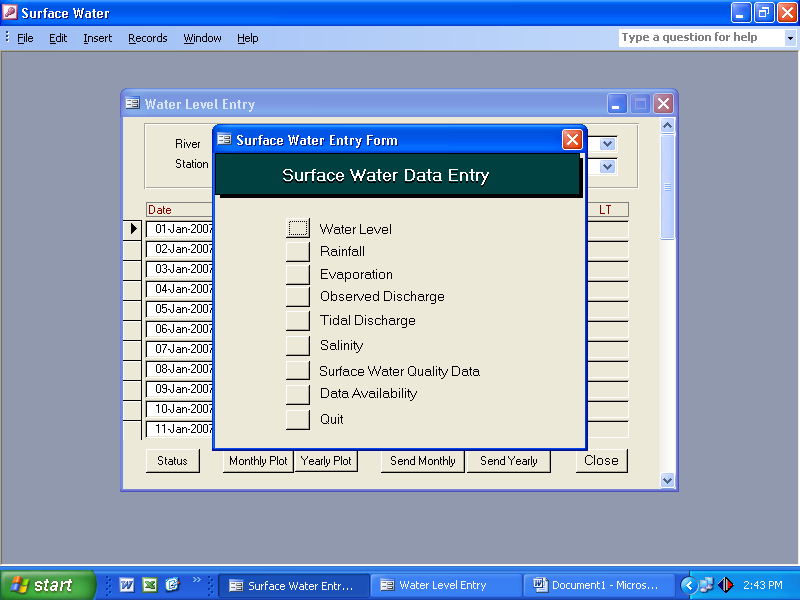 Surface Water
File Edit Insert Records Window Help
Type a question for help
Water Level Entry
River
Station
Surface Water Entry Form
Surface Water Data Entry
Date
LT
01-Jan-2007
02-Jan-2007
03-Jan-2007
04-Jan-2007
05-Jan-2007
06-Jan-2007
07-Jan-2007
08-Jan-2007
09-Jan-2007
10-Jan-2007
11-Jan-2007
Water Level
Rainfall
Evaporation
Observed Discharge
Tidal Discharge
Salinity
Surface Water Quality Data
Data Availability
Quit
Status Monthly Plot Yearly Plot Send Monthly Send Yearly Close
start
Surface Water Entr...
Water Level Entry
Document1 - Micros...
2:43 PM